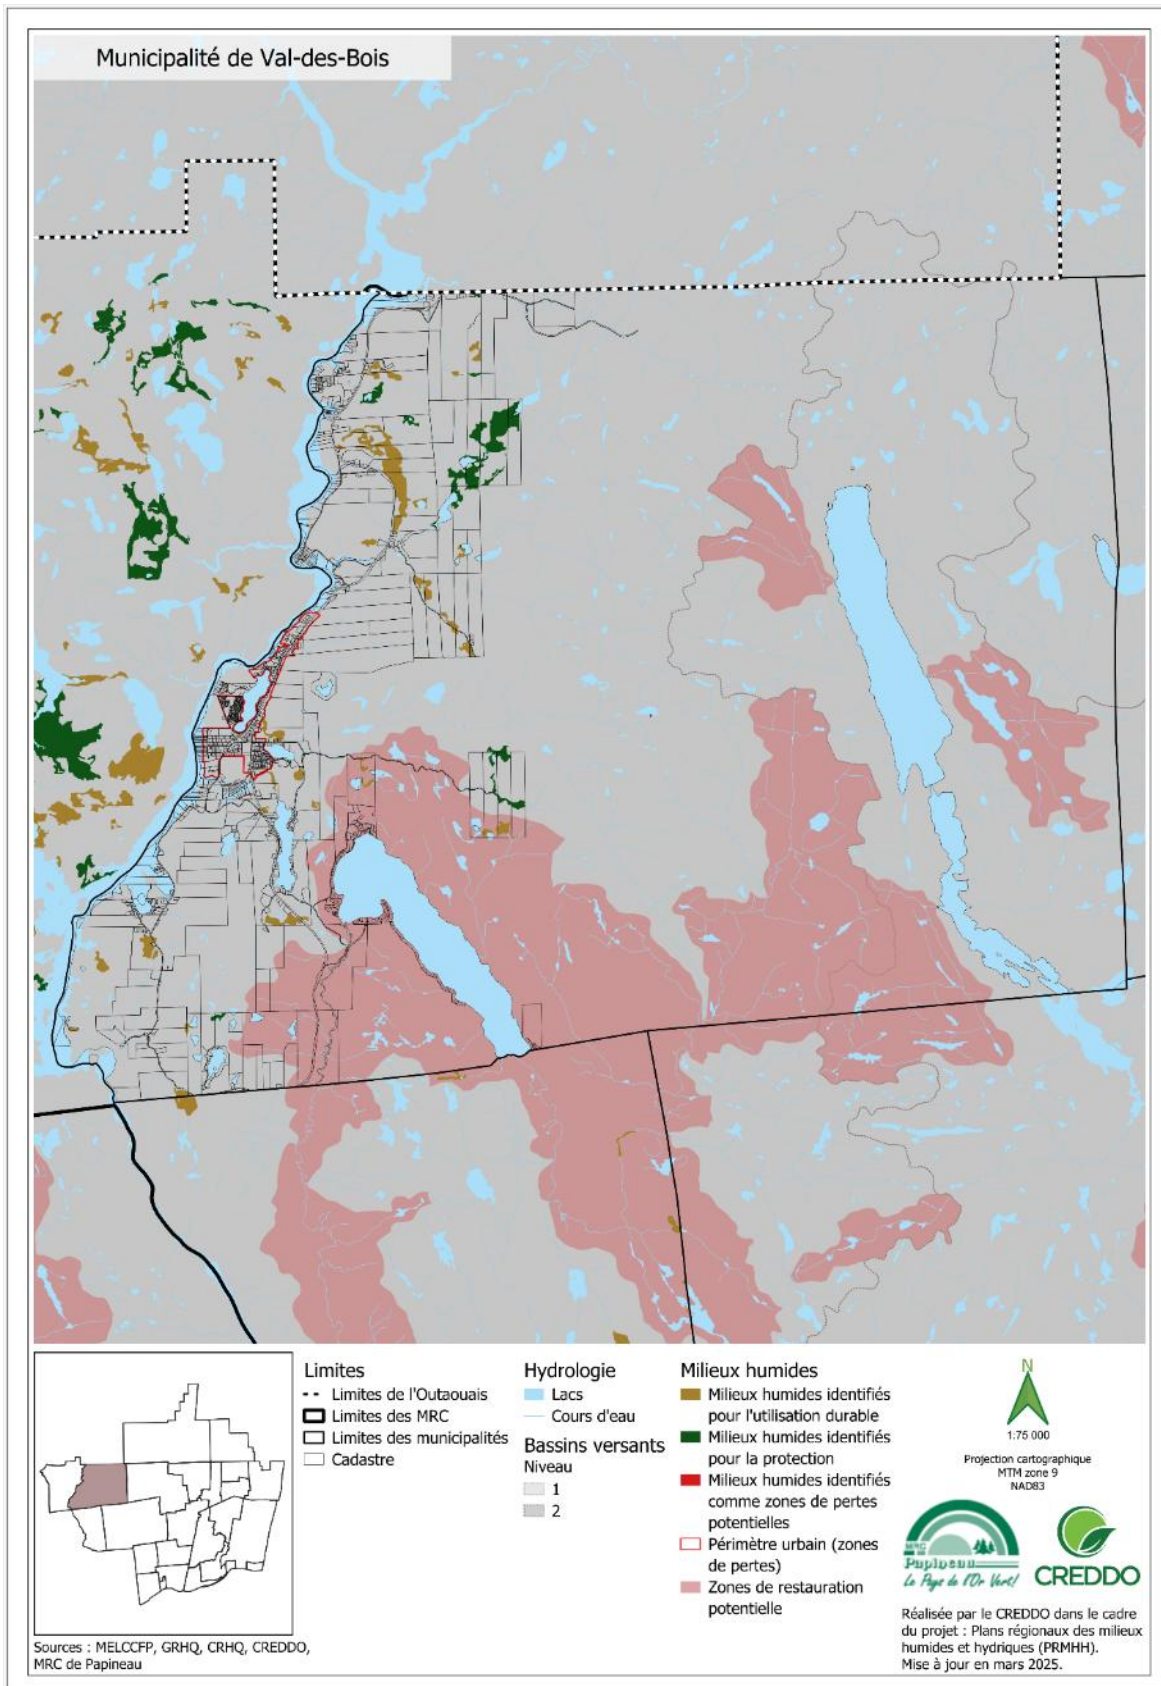 Municipalité de Val-des-Bois
Limites
Limites de l'Outaouais
Limites des MRC
Limites des municipalités
Cadastre
Hydrologie
Lacs
Cours d'eau
Bassins versants
Niveau
1
2
Milieux humides
Milieux humides identifiés
pour l'utilisation durable
Milieux humides identifiés
pour la protection
Milieux humides identifiés
comme zones de pertes
potentielles
Périmètre urbain (zones
de pertes)
Zones de restauration
potentielle
N
1:75 000
Projection cartographique
MTM zone 9
NAD83
MRC
Papineau
Le Pays de l'Or Vert!
CREDDO
Réalisée par le CREDDO dans le cadre
du projet : Plans régionaux des milieux
humides et hydriques (PRMHH).
Mise à jour en mars 2025.
Sources : MELCCFP, GRHQ, CRHQ, CREDDO,
MRC de Papineau